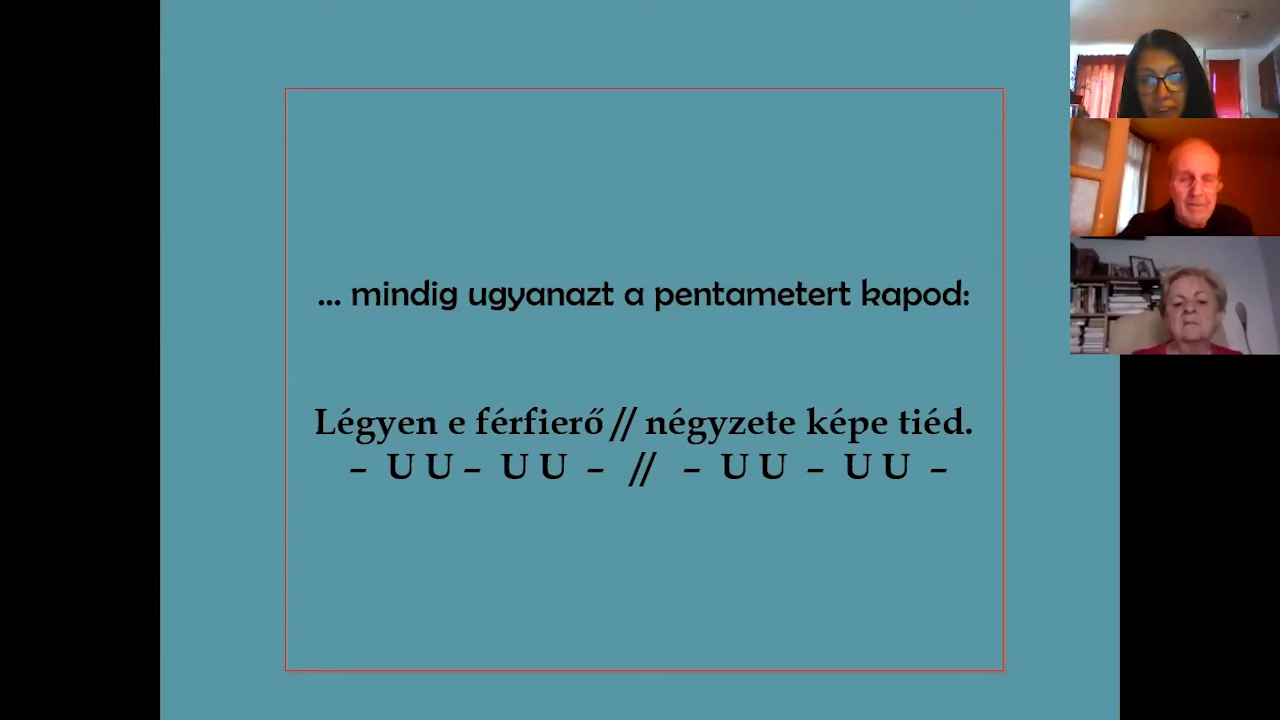 ... mindig ugyanazt a pentametert kapod:
Légyen e férfierő // négyzete képe tiéd.
– U U – U U – // – U U – U U –